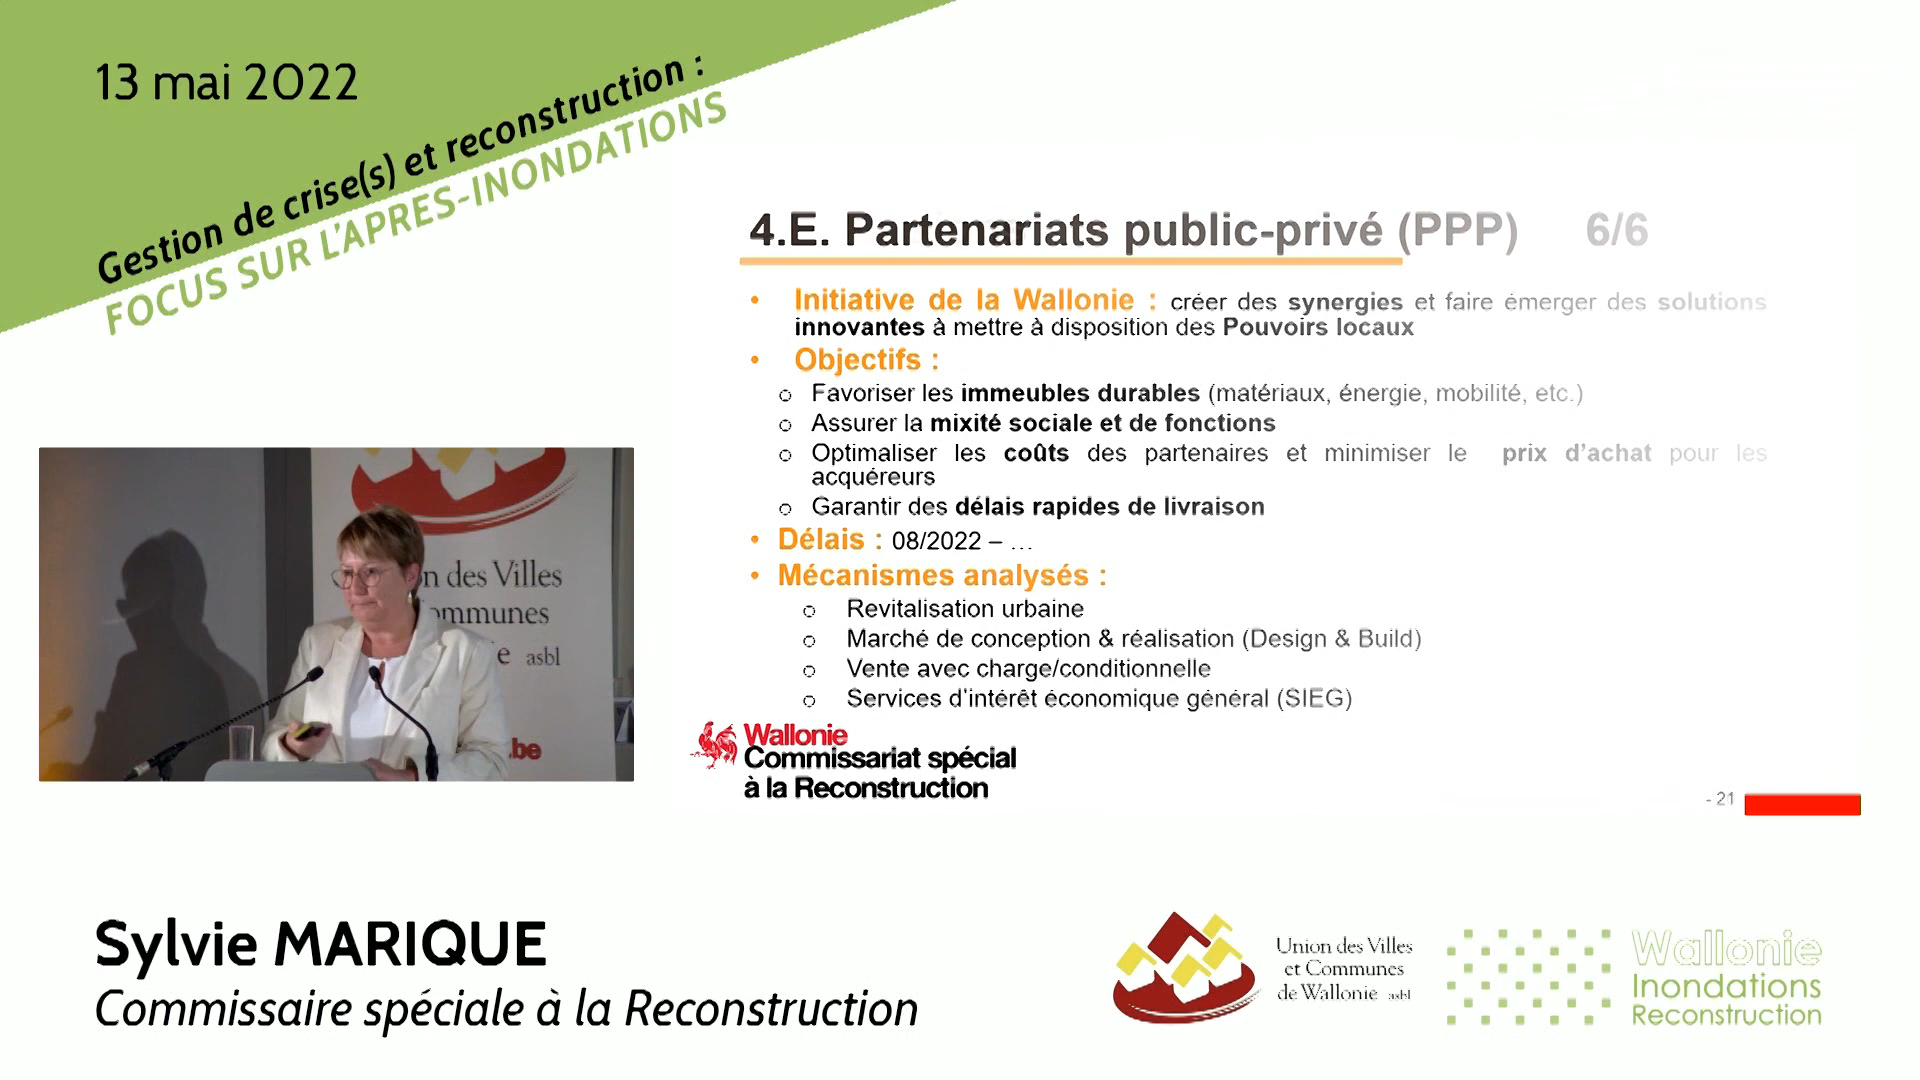 13 mai 2022
Gestion de crise(s) et reconstruction :
FOCUS SUR L'APRES-INONDATIONS
4.E. Partenariats public-privé (PPP) 6/6
• Initiative de la Wallonie : créer des synergies et faire émerger des solutions
innovantes à mettre à disposition des Pouvoirs locaux
• Objectifs :
o Favoriser les immeubles durables (matériaux, énergie, mobilité, etc.)
o Assurer la mixité sociale et de fonctions
o Optimaliser les coûts des partenaires et minimiser le prix d'achat pour les
acquéreurs
o Garantir des délais rapides de livraison
• Délais : 08/2022 – …
• Mécanismes analysés :
o Revitalisation urbaine
o Marché de conception & réalisation (Design & Build)
o Vente avec charge/conditionnelle
o Services d'intérêt économique général (SIEG)
Wallonie
Commissariat spécial
à la Reconstruction
- 21
n des Villes
ommunes
e asbl
.be
Sylvie MARIQUE
Commissaire spéciale à la Reconstruction
Union des Villes
et Communes
de Wallonie asbl
Wallonie
Inondations
Reconstruction